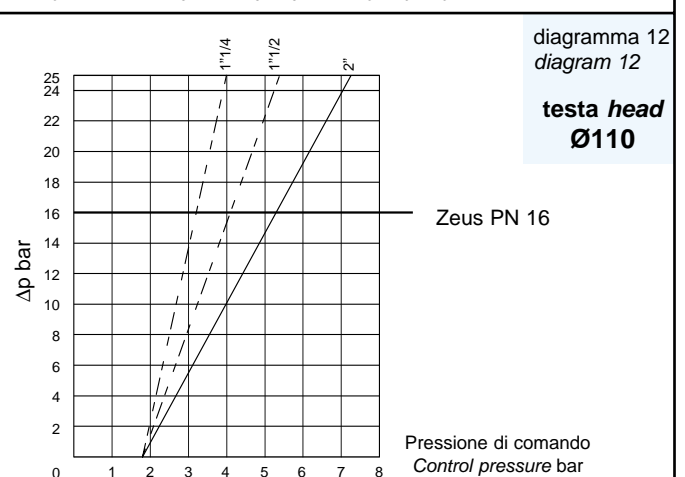 1"1/4 1"1/2 2"
diagramma 12
diagram 12
testa head
Ø110
25
24
22
20
18
16
14
12
10
8
6
4
2
0
Δp bar
Zeus PN 16
Pressione di comando
Control pressure bar
1 2 3 4 5 6 7 8